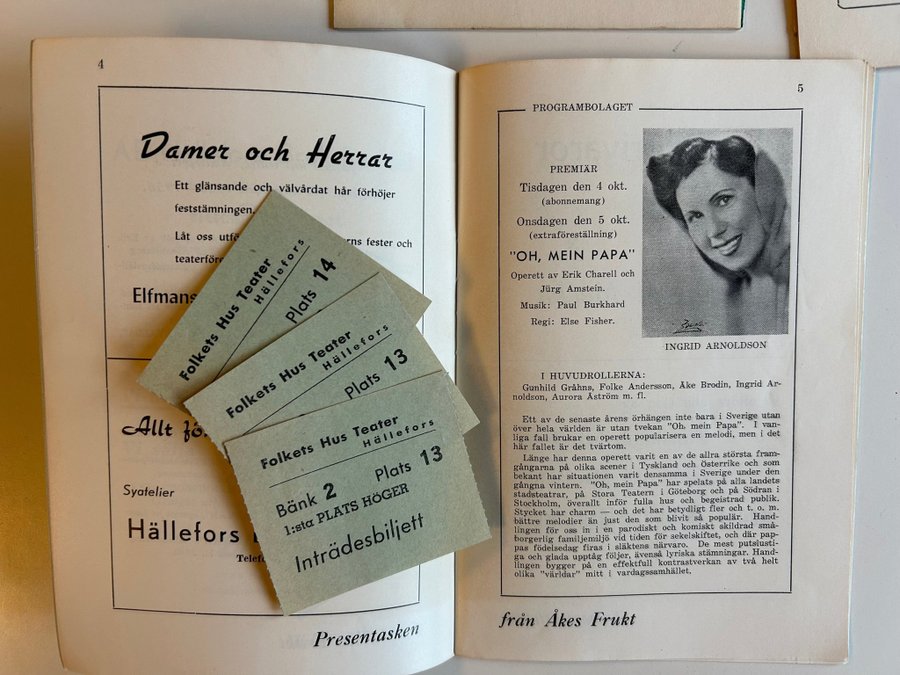 4
Damer och Herrar
Ett glänsande och välvårdat hår förhöjer
feststämningen.
Låt oss utfö
rns fester och
teaterföre
Elfmans
Allt för
Syatelier
Hällefors
Telef
Presentasken
Folkets Hus Teater
Hällefors
Plats 14
Folkets Hus Teater
Hällefors
Plats 13
Folkets Hus Teater
Hällefors
Bänk 2 Plats 13
1:sta PLATS HÖGER
Inträdesbiljett
5
PROGRAMBOLAGET
PREMIÄR
Tisdagen den 4 okt.
(abonnemang)
Onsdagen den 5 okt.
(extraföreställning)
"OH, MEIN PAPA"
Operett av Erik Charell och
Jürg Amstein.
Musik: Paul Burkhard
Regi: Else Fisher.
INGRID ARNOLDSON
I HUVUDROLLERNA:
Gunhild Gråhns, Folke Andersson, Åke Brodin, Ingrid Ar-
noldson, Aurora Åström m. fl.
Ett av de senaste årens örhängen inte bara i Sverige utan
över hela världen är utan tvekan "Oh, mein Papa". I van-
liga fall brukar en operett popularisera en melodi, men i det
här fallet är det tvärtom.
Länge har denna operett varit en av de allra största fram-
gångarna på olika scener i Tyskland och Österrike och som
bekant har situationen varit densamma i Sverige under den
gångna vintern. "Oh, mein Papa" har spelats på alla landets
stadsteatrar, på Stora Teatern i Göteborg och på Södran i
Stockholm, överallt inför fulla hus och begeistrad publik.
Stycket har charm — och det har betydligt fler och t. o. m.
bättre melodier än just den som blivit så populär. Hand-
lingen för oss in i en parodiskt och komiskt skildrad små-
borgerlig familjemiljö vid tiden för sekelskiftet, och där pap-
pas födelsedag firas i släktens närvaro. De mest putslusti-
ga och glada upptåg följer, ävenså lyriska stämningar. Hand-
lingen bygger på en effektfull kontrastverkan av två helt
olika "världar" mitt i vardagssamhället.
från Åkes Frukt